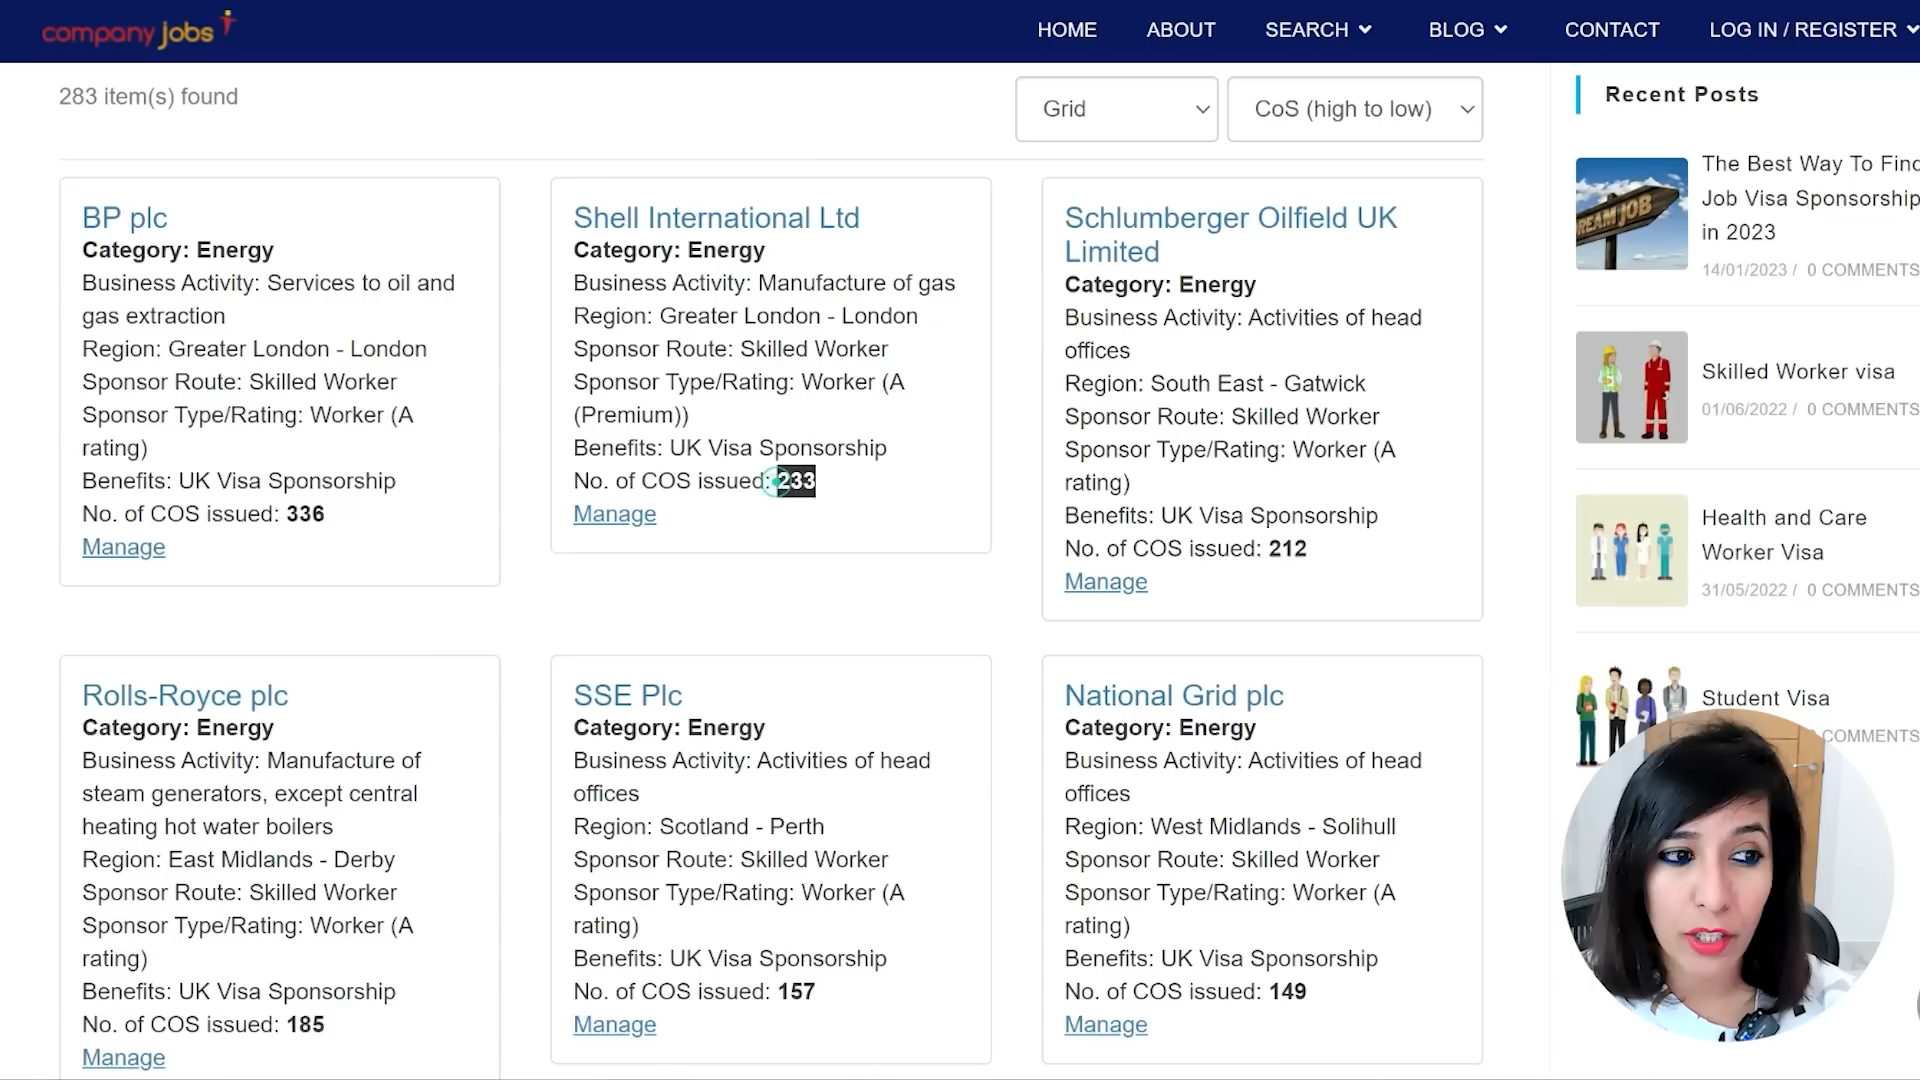 company jobs
HOME
ABOUT
SEARCH
BLOG
CONTACT
LOG IN / REGISTER
283 item(s) found
Grid
CoS (high to low)
BP plc
Category: Energy
Business Activity: Services to oil and
gas extraction
Region: Greater London - London
Sponsor Route: Skilled Worker
Sponsor Type/Rating: Worker (A
rating)
Benefits: UK Visa Sponsorship
No. of COS issued: 336
Manage
Shell International Ltd
Category: Energy
Business Activity: Manufacture of gas
Region: Greater London - London
Sponsor Route: Skilled Worker
Sponsor Type/Rating: Worker (A
(Premium))
Benefits: UK Visa Sponsorship
No. of COS issued: 233
Manage
Schlumberger Oilfield UK
Limited
Category: Energy
Business Activity: Activities of head
offices
Region: South East - Gatwick
Sponsor Route: Skilled Worker
Sponsor Type/Rating: Worker (A
rating)
Benefits: UK Visa Sponsorship
No. of COS issued: 212
Manage
Rolls-Royce plc
Category: Energy
Business Activity: Manufacture of
steam generators, except central
heating hot water boilers
Region: East Midlands - Derby
Sponsor Route: Skilled Worker
Sponsor Type/Rating: Worker (A
rating)
Benefits: UK Visa Sponsorship
No. of COS issued: 185
Manage
SSE Plc
Category: Energy
Business Activity: Activities of head
offices
Region: Scotland - Perth
Sponsor Route: Skilled Worker
Sponsor Type/Rating: Worker (A
rating)
Benefits: UK Visa Sponsorship
No. of COS issued: 157
Manage
National Grid plc
Category: Energy
Business Activity: Activities of head
offices
Region: West Midlands - Solihull
Sponsor Route: Skilled Worker
Sponsor Type/Rating: Worker (A
rating)
Benefits: UK Visa Sponsorship
No. of COS issued: 149
Manage
Recent Posts
REAM JOB
The Best Way To Find
Job Visa Sponsorship
in 2023
14/01/2023 / 0 COMMENTS
Skilled Worker visa
01/06/2022 / 0 COMMENTS
Health and Care
Worker Visa
31/05/2022 / 0 COMMENTS
Student Visa
COMMENTS